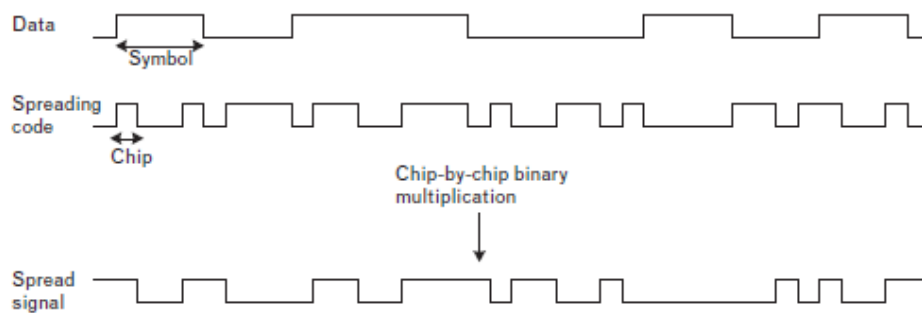 Data
Symbol
Spreading
code
Chip
Chip-by-chip binary
multiplication
Spread
signal